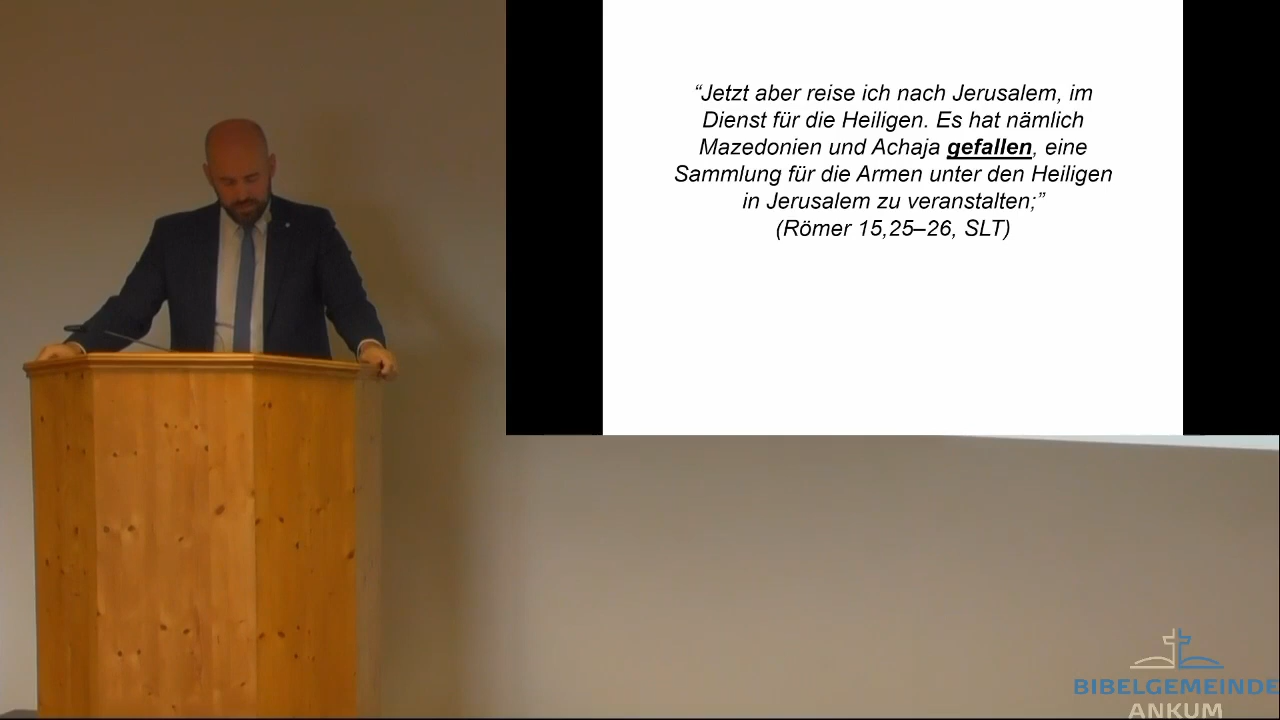 “Jetzt aber reise ich nach Jerusalem, im
Dienst für die Heiligen. Es hat nämlich
Mazedonien und Achaja gefallen, eine
Sammlung für die Armen unter den Heiligen
in Jerusalem zu veranstalten;”
(Römer 15,25–26, SLT)
BIBELGEMEINDE
ANKUM